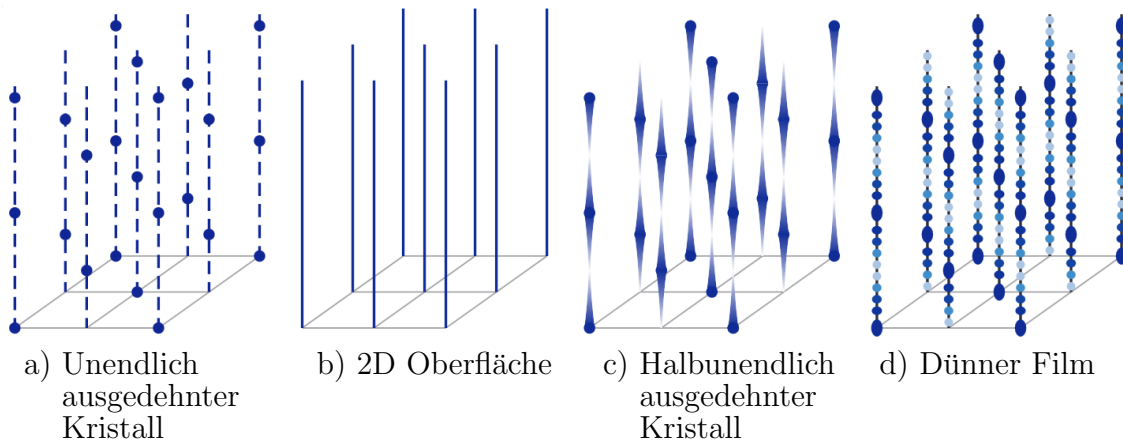 a) Unendlich
ausgedehnter
Kristall
b) 2D Oberfläche
c) Halbunendlich
ausgedehnter
Kristall
d) Dünner Film